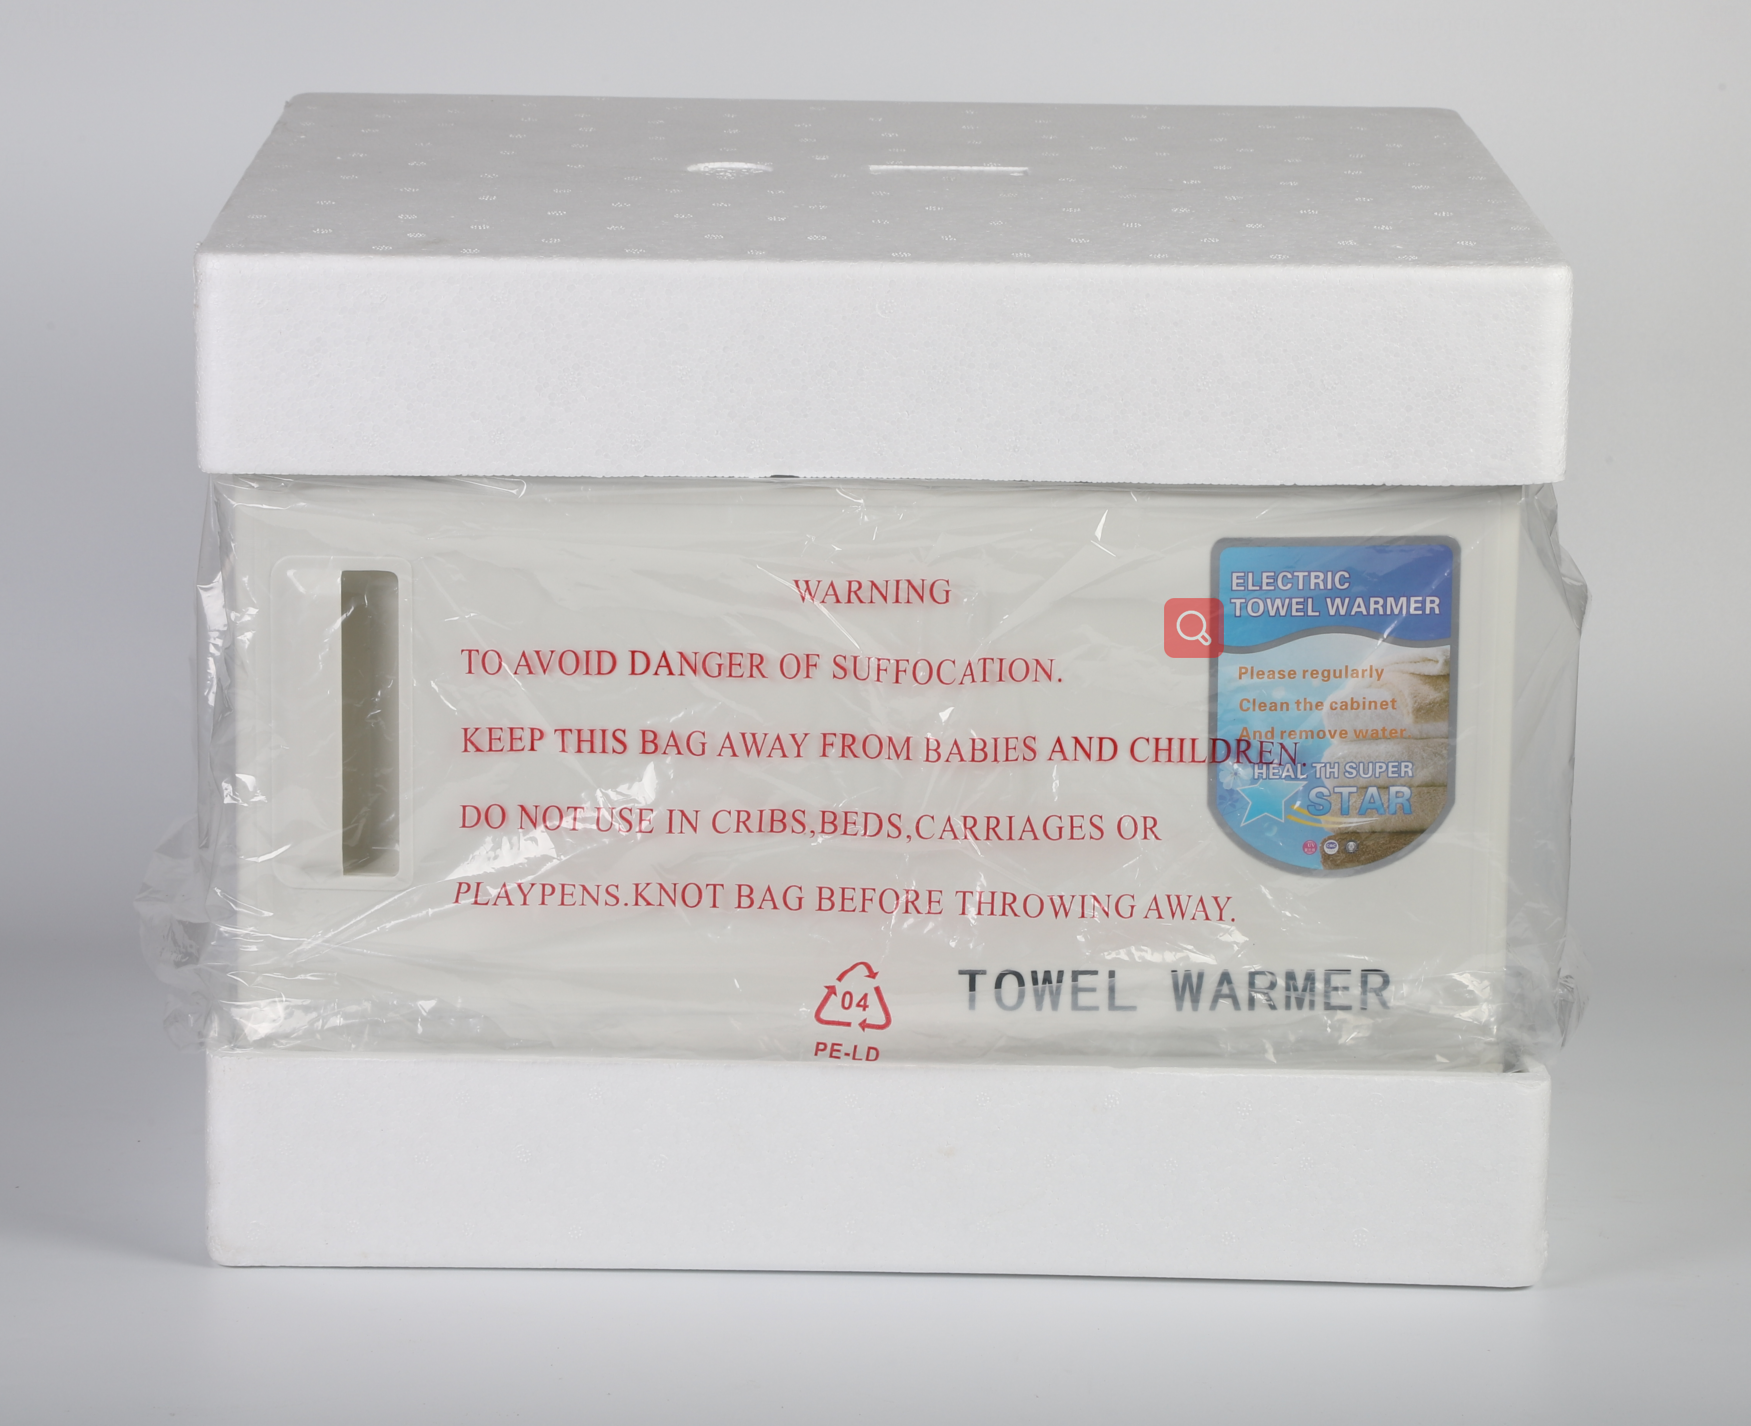 WARNING
TO AVOID DANGER OF SUFFOCATION.
KEEP THIS BAG AWAY FROM BABIES AND CHILDREN.
DO NOT USE IN CRIBS,BEDS,CARRIAGES OR
PLAYPENS.KNOT BAG BEFORE THROWING AWAY.
04
PE-LD
ELECTRIC
TOWEL WARMER
Please regularly
Clean the cabinet
And remove water
HEALTH SUPER
STAR
TOWEL WARMER